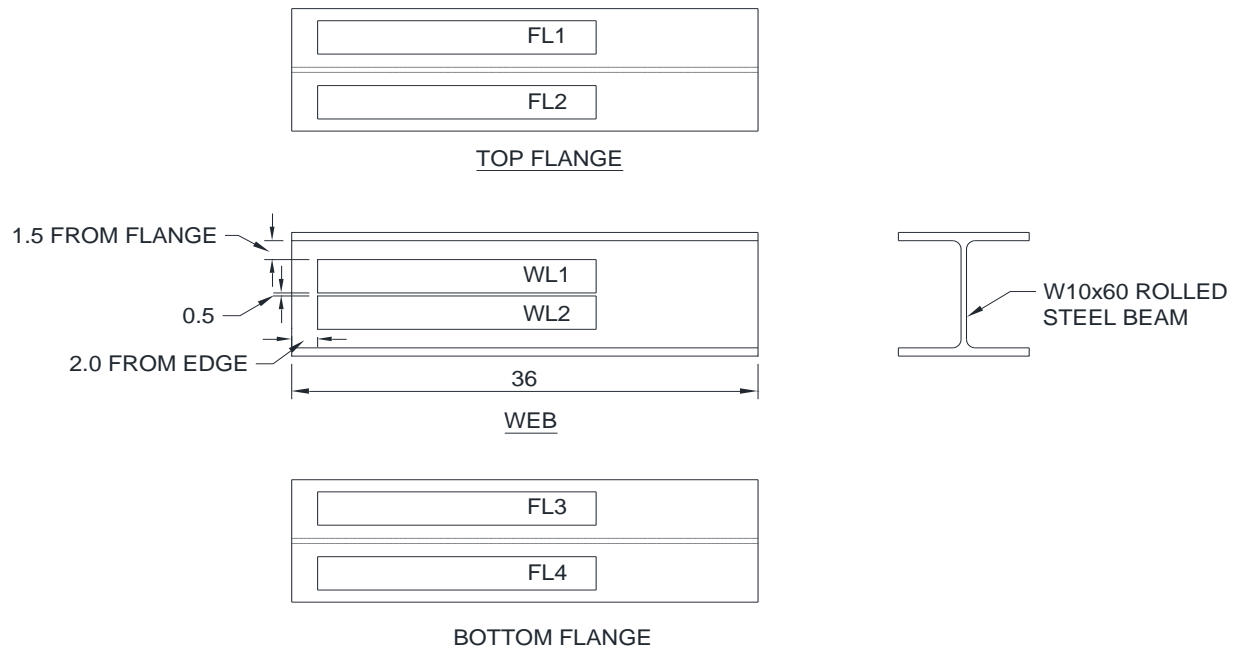 FL1
FL2
TOP FLANGE
1.5 FROM FLANGE
WL1
0.5
WL2
2.0 FROM EDGE
36
WEB
W10x60 ROLLED
STEEL BEAM
FL3
FL4
BOTTOM FLANGE